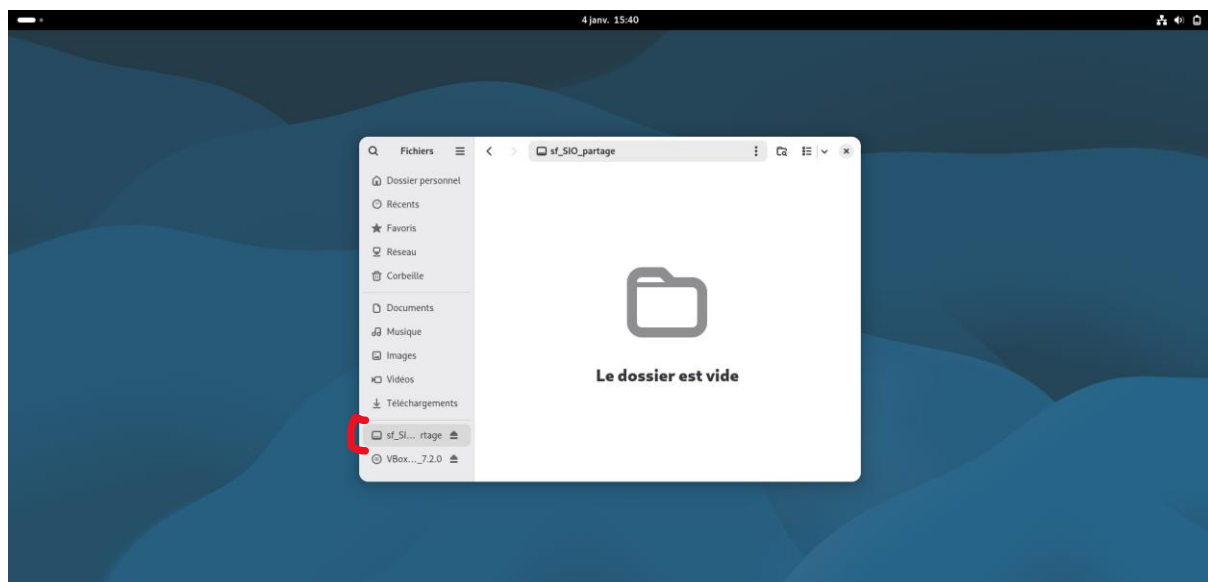 4 janv. 15:40
Fichiers
sf_SIO_partage
Dossier personnel
Récents
Favoris
Réseau
Corbeille
Documents
Musique
Images
Vidéos
Téléchargements
sf_SI... rtage
VBox..._7.2.0
Le dossier est vide